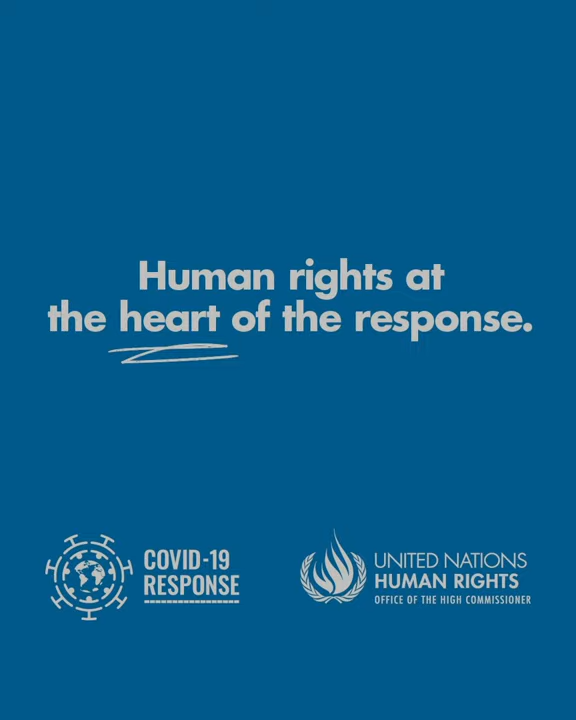 Human rights at
the heart of the response.
COVID-19
RESPONSE
UNITED NATIONS
HUMAN RIGHTS
OFFICE OF THE HIGH COMMISSIONER